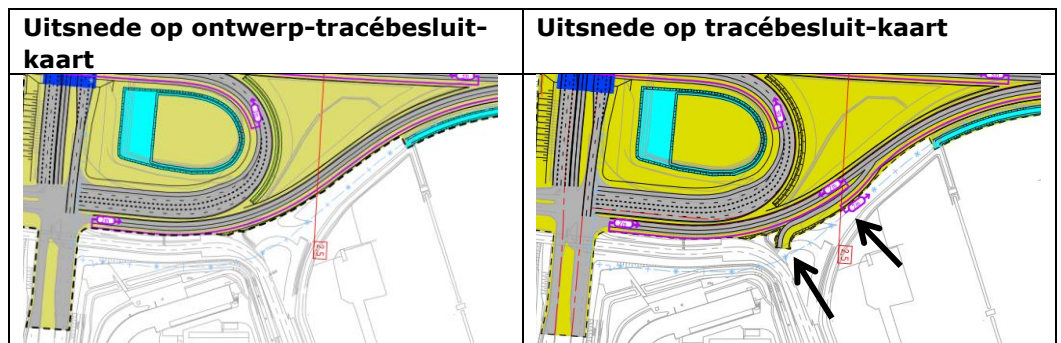 Uitsnede op ontwerp-tracébesluit-
kaart
Uitsnede op tracébesluit-kaart
2,5
2,5